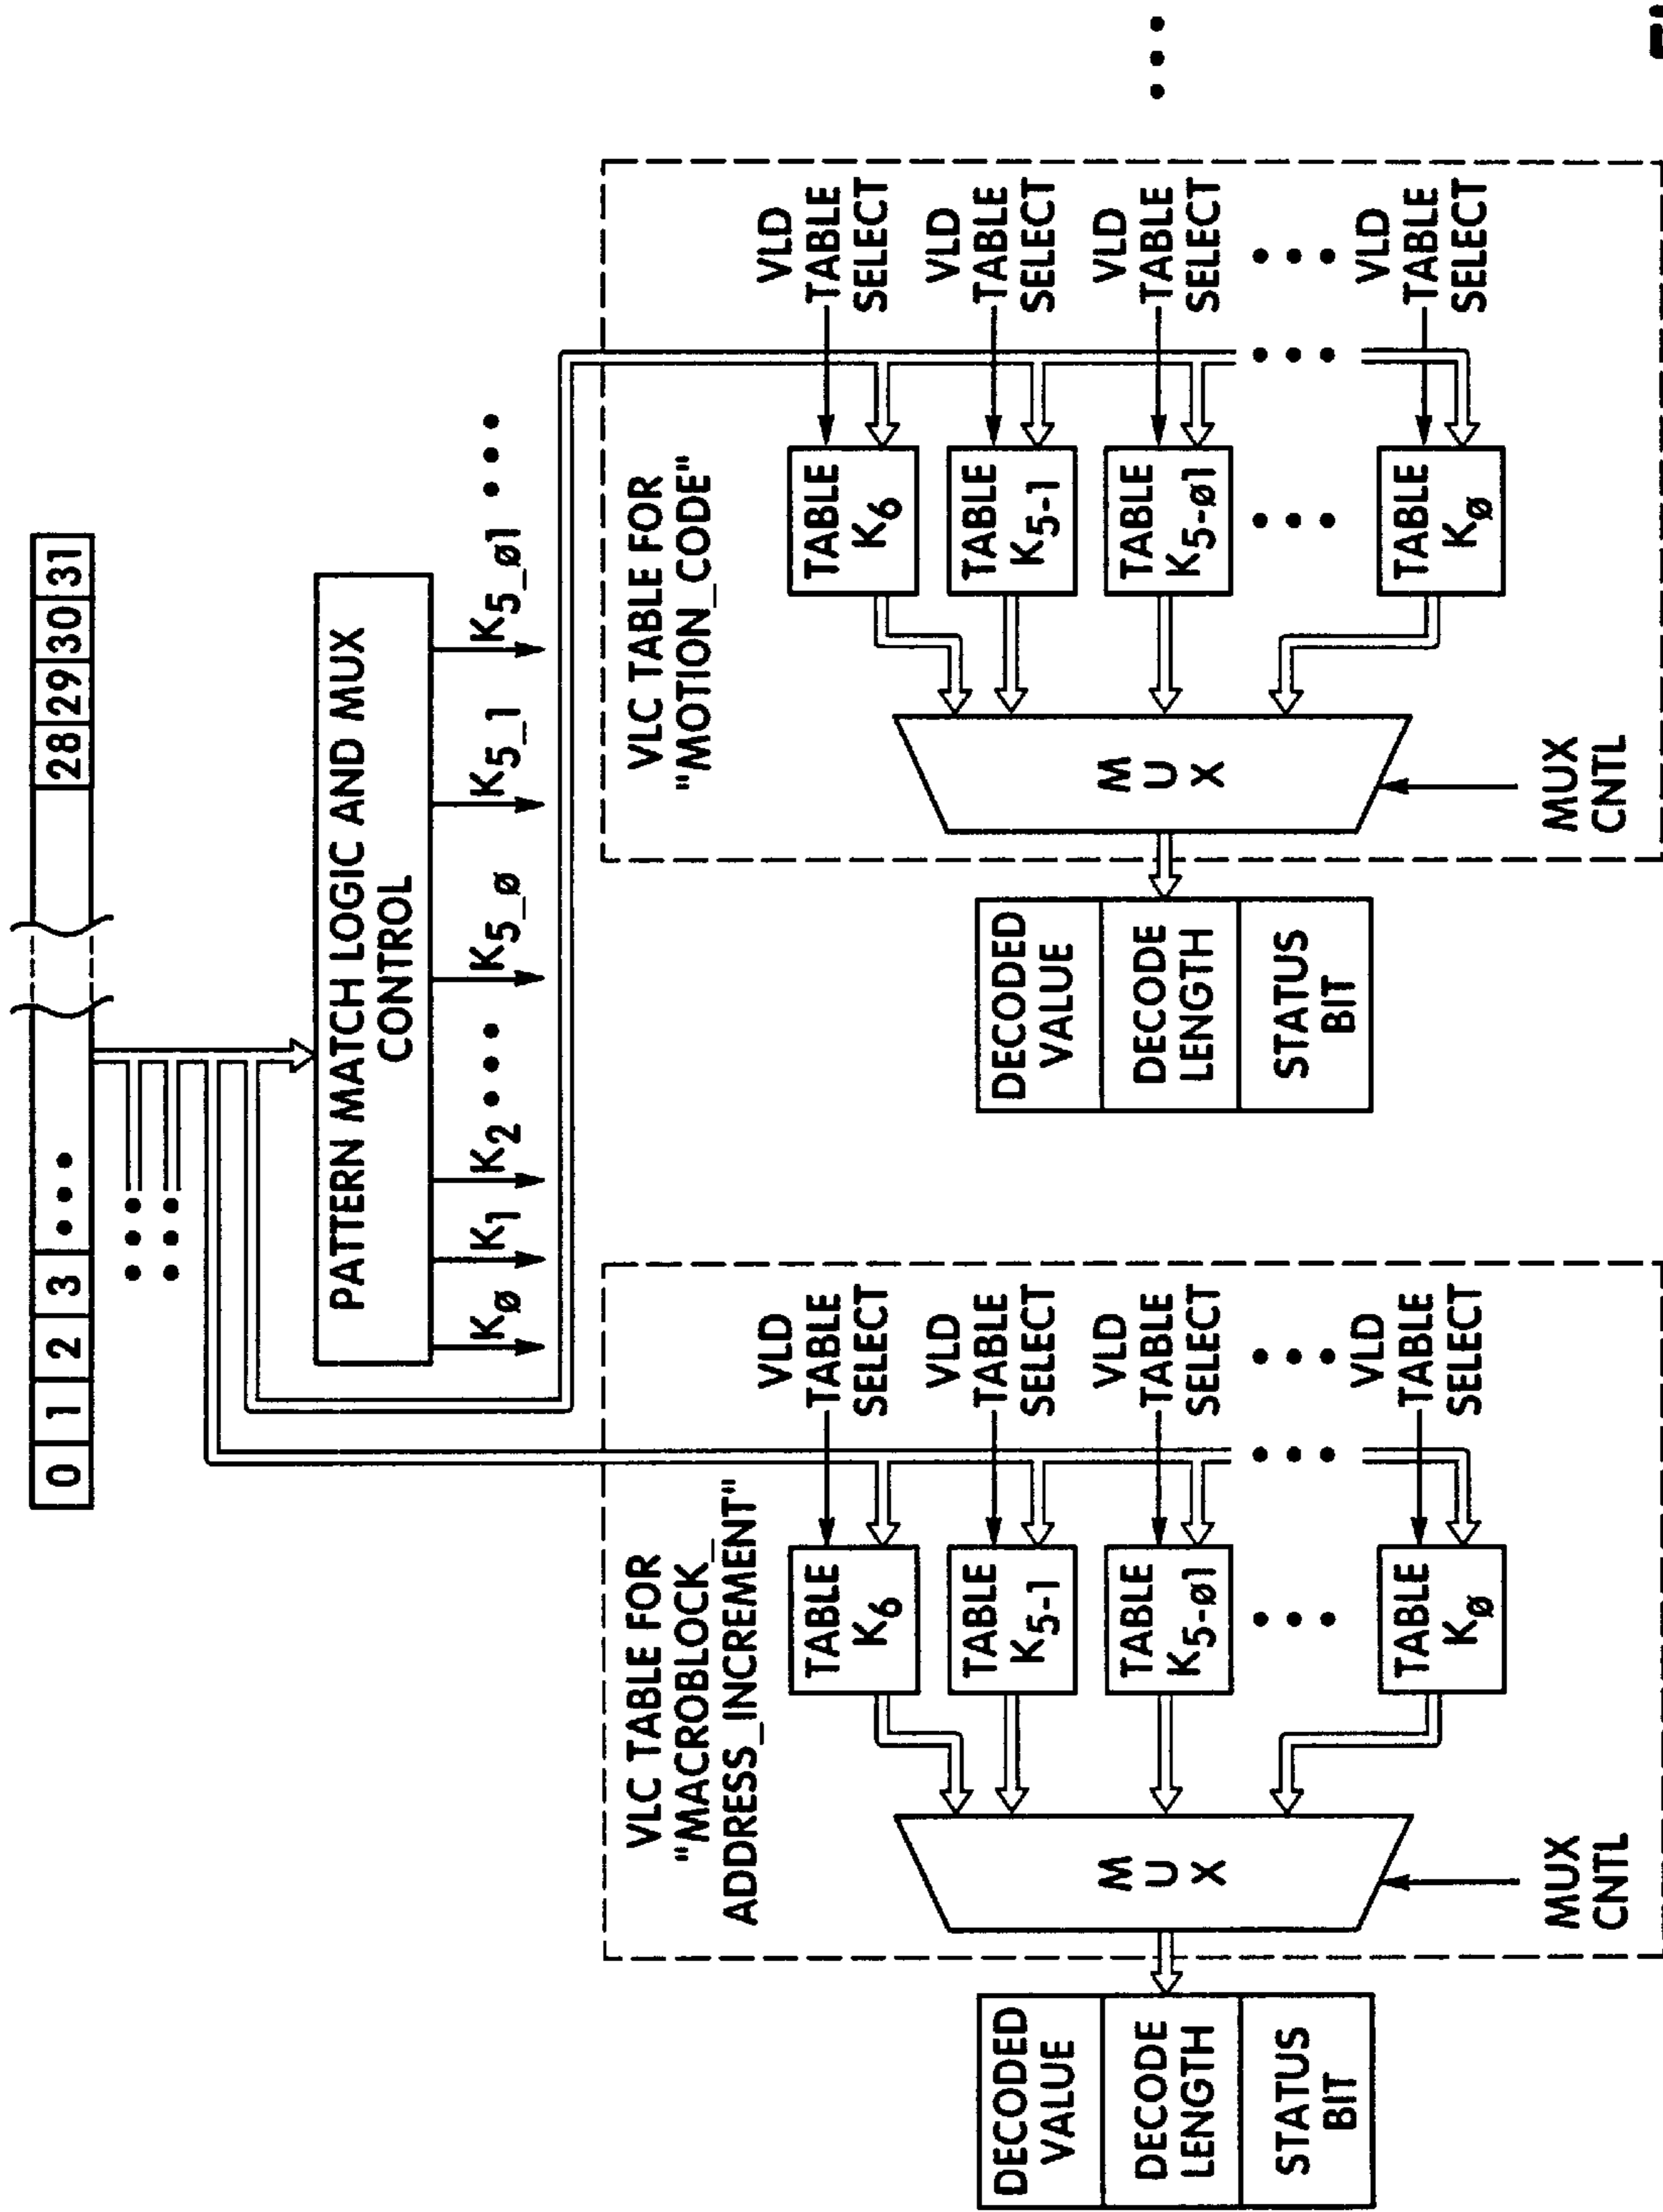 0 1 2 3 ••• 28 29 30 31
PATTERN MATCH LOGIC AND MUX
CONTROL
Kø K1 K2 ••• K5_ø K5_1 K5_ø1 •••
VLC TABLE FOR
"MACROBLOCK_
ADDRESS_INCREMENT"
VLD
TABLE
SELECT
TABLE
K6
VLD
TABLE
SELECT
TABLE
K5-1
VLD
TABLE
SELECT
TABLE
K5-ø1
VLD
TABLE
SELECT
TABLE
Kø
MUX
MUX
CNTL
DECODED
VALUE
DECODE
LENGTH
STATUS
BIT
VLC TABLE FOR
"MOTION_CODE"
VLD
TABLE
SELECT
TABLE
K6
VLD
TABLE
SELECT
TABLE
K5-1
VLD
TABLE
SELECT
TABLE
K5-ø1
VLD
TABLE
SELECT
TABLE
Kø
MUX
MUX
CNTL
DECODED
VALUE
DECODE
LENGTH
STATUS
BIT